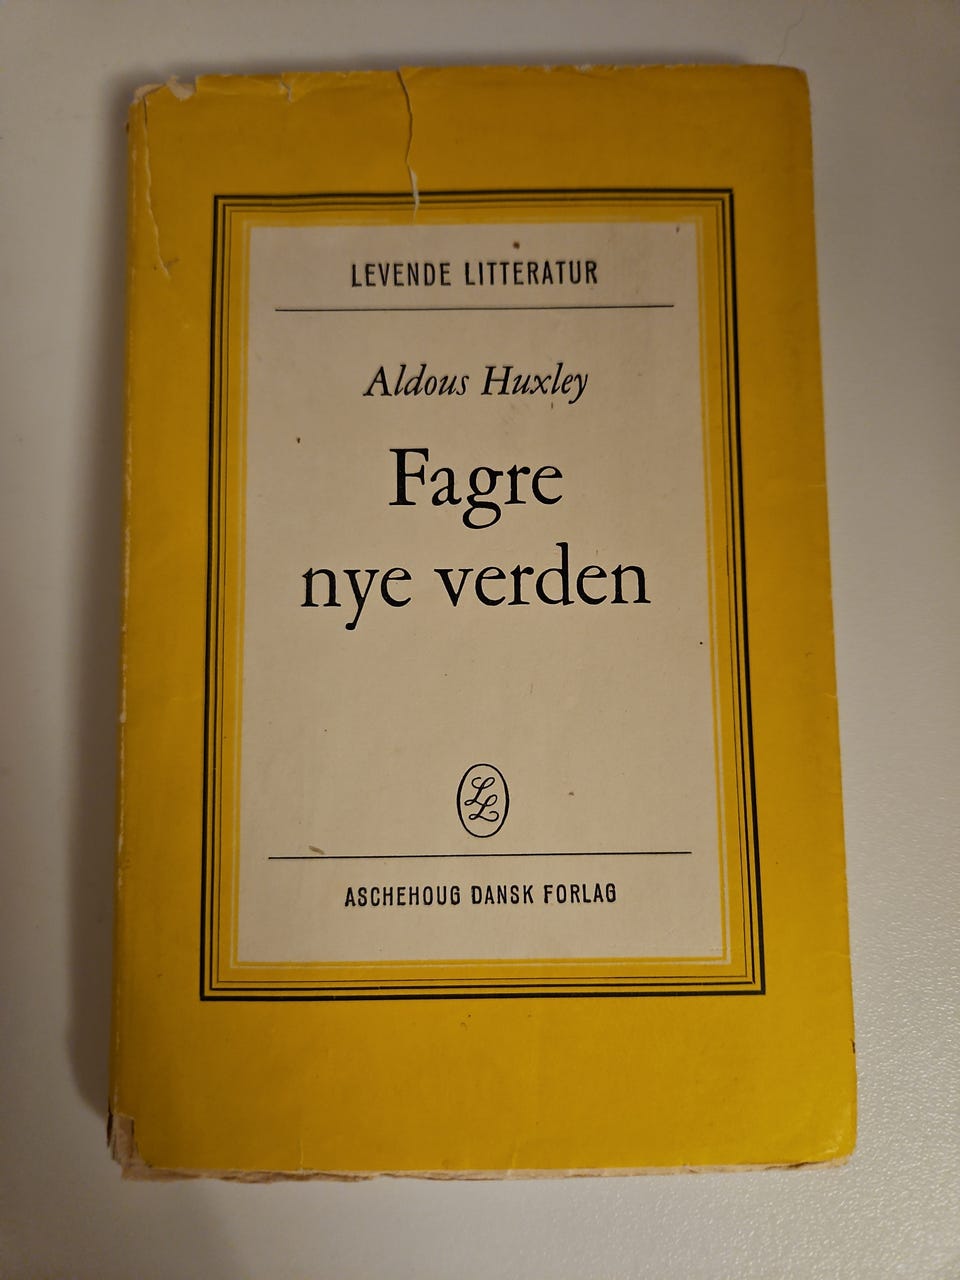 LEVENDE LITTERATUR
Aldous Huxley
Fagre
nye verden
LL
ASCHEHOUG DANSK FORLAG